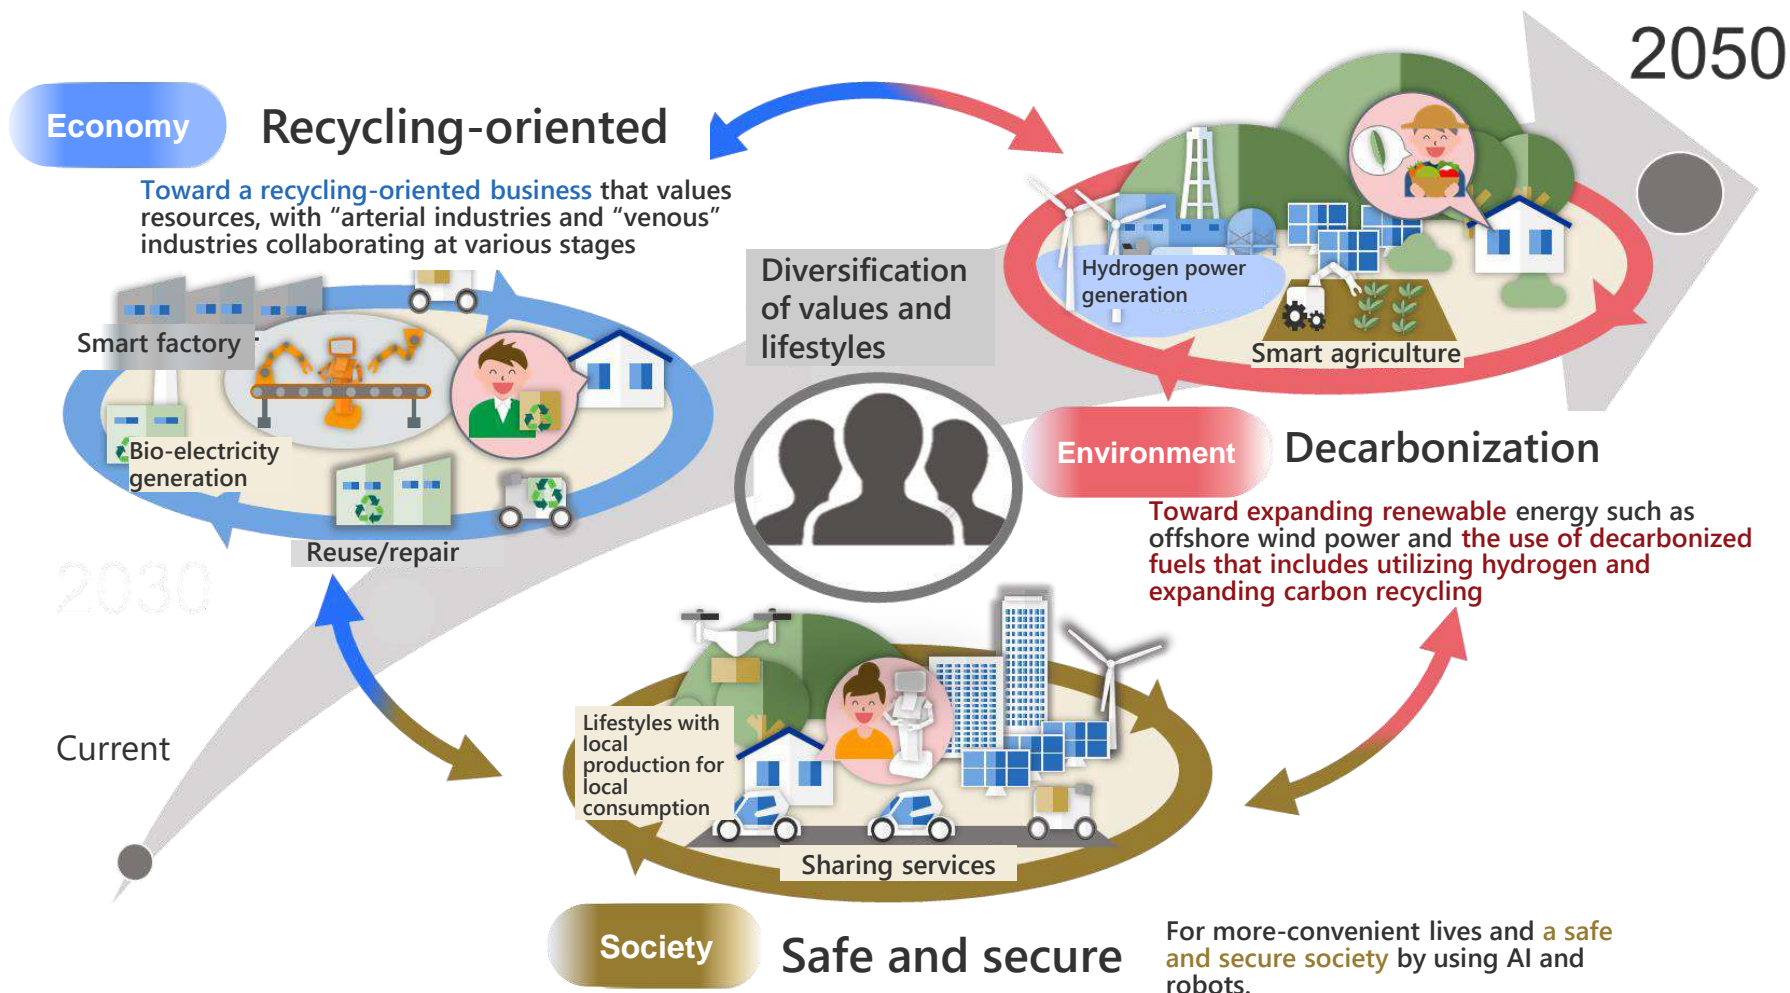 2050
Economy
Recycling-oriented
Toward a recycling-oriented business that values
resources, with “arterial industries and “venous”
industries collaborating at various stages
Diversification
of values and
lifestyles
Hydrogen power
generation
Smart agriculture
Smart factory
Bio-electricity
generation
Reuse/repair
Environment
Decarbonization
Toward expanding renewable energy such as
offshore wind power and the use of decarbonized
fuels that includes utilizing hydrogen and
expanding carbon recycling
2030
Current
Lifestyles with
local
production for
local
consumption
Sharing services
Society
Safe and secure
For more-convenient lives and a safe
and secure society by using AI and
robots.